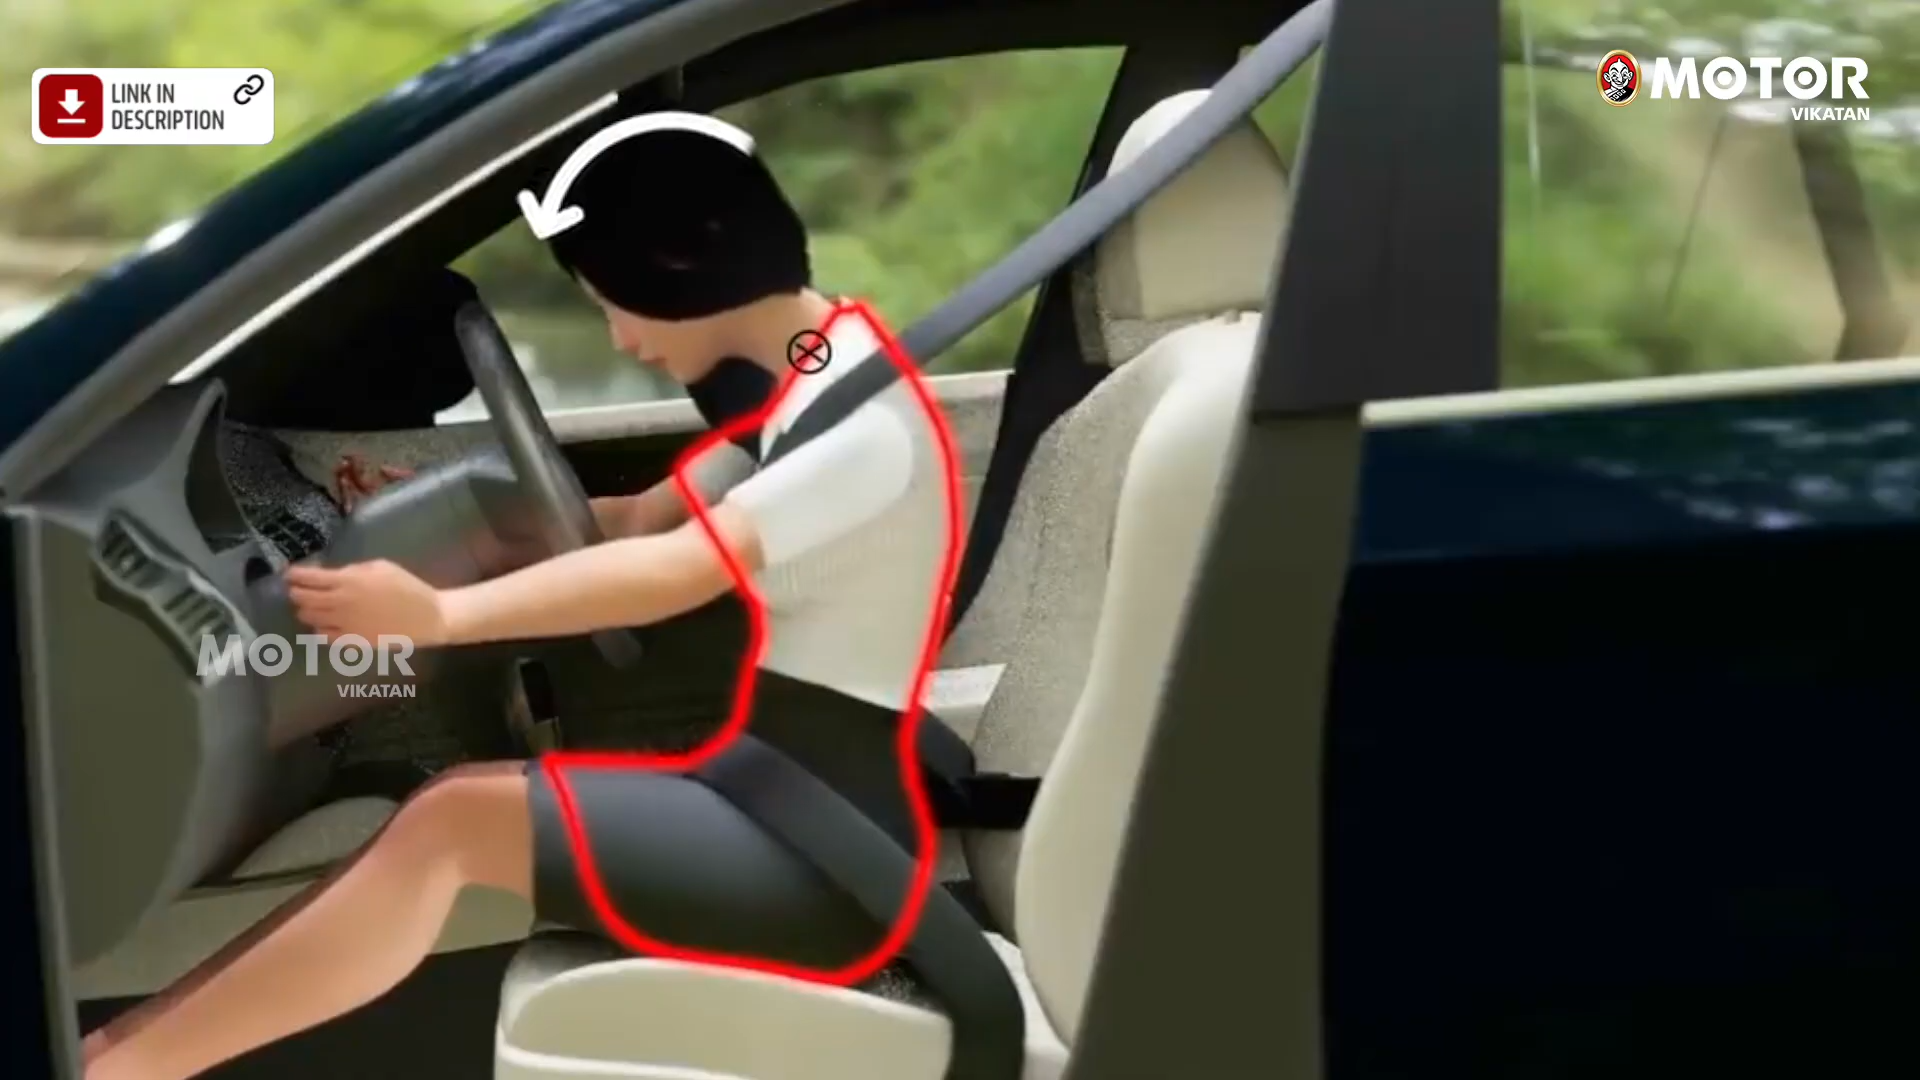 LINK IN
DESCRIPTION
MOTOR
VIKATAN
MOTOR
VIKATAN